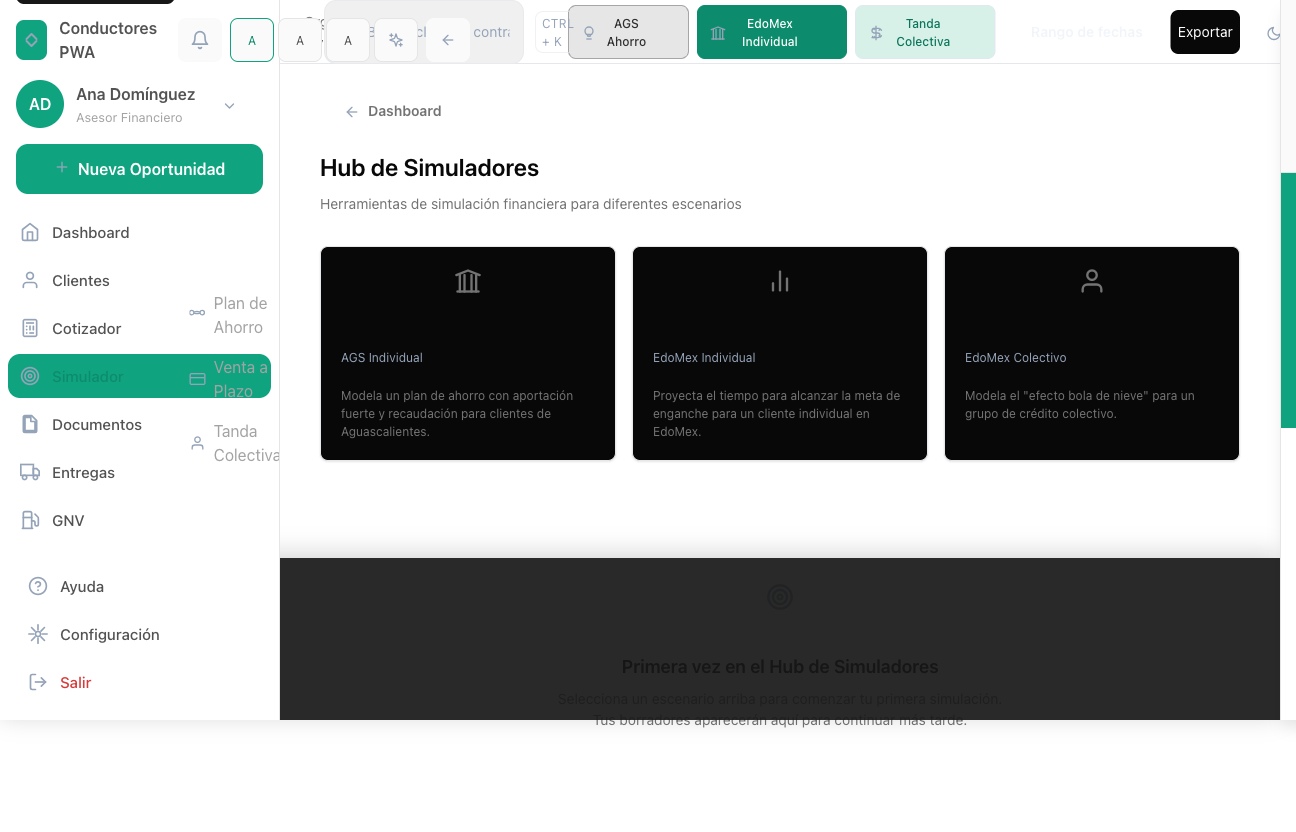 Conductores
PWA
A
A
A
CTRL
+ K
AGS
Ahorro
EdoMex
Individual
Tanda
Colectiva
Rango de fechas
Exportar
AD
Ana Domínguez
Asesor Financiero
Nueva Oportunidad
Dashboard
Clientes
Cotizador
Plan de
Ahorro
Simulador
Venta a
Plazo
Documentos
Tanda
Colectiva
Entregas
GNV
Ayuda
Configuración
Salir
Dashboard
Hub de Simuladores
Herramientas de simulación financiera para diferentes escenarios
AGS Individual
Modela un plan de ahorro con aportación
fuerte y recaudación para clientes de
Aguascalientes.
EdoMex Individual
Proyecta el tiempo para alcanzar la meta de
enganche para un cliente individual en
EdoMex.
EdoMex Colectivo
Modela el "efecto bola de nieve" para un
grupo de crédito colectivo.
Primera vez en el Hub de Simuladores
Selecciona un escenario arriba para comenzar tu primera simulación.
Tus borradores aparecerán aquí para continuar más tarde.